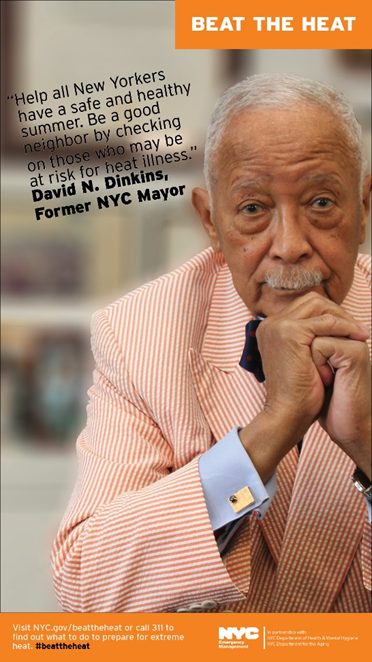 BEAT THE HEAT
“Help all New Yorkers
have a safe and healthy
summer. Be a good
neighbor by checking
on those who may be
at risk for heat illness.”
David N. Dinkins,
Former NYC Mayor
Visit NYC.gov/beattheheat or call 311 to
find out what to do to prepare for extreme
heat. #beattheheat
NYC
Emergency
Management
In partnership with:
NYC Department of Health & Mental Hygiene
NYC Department for the Aging